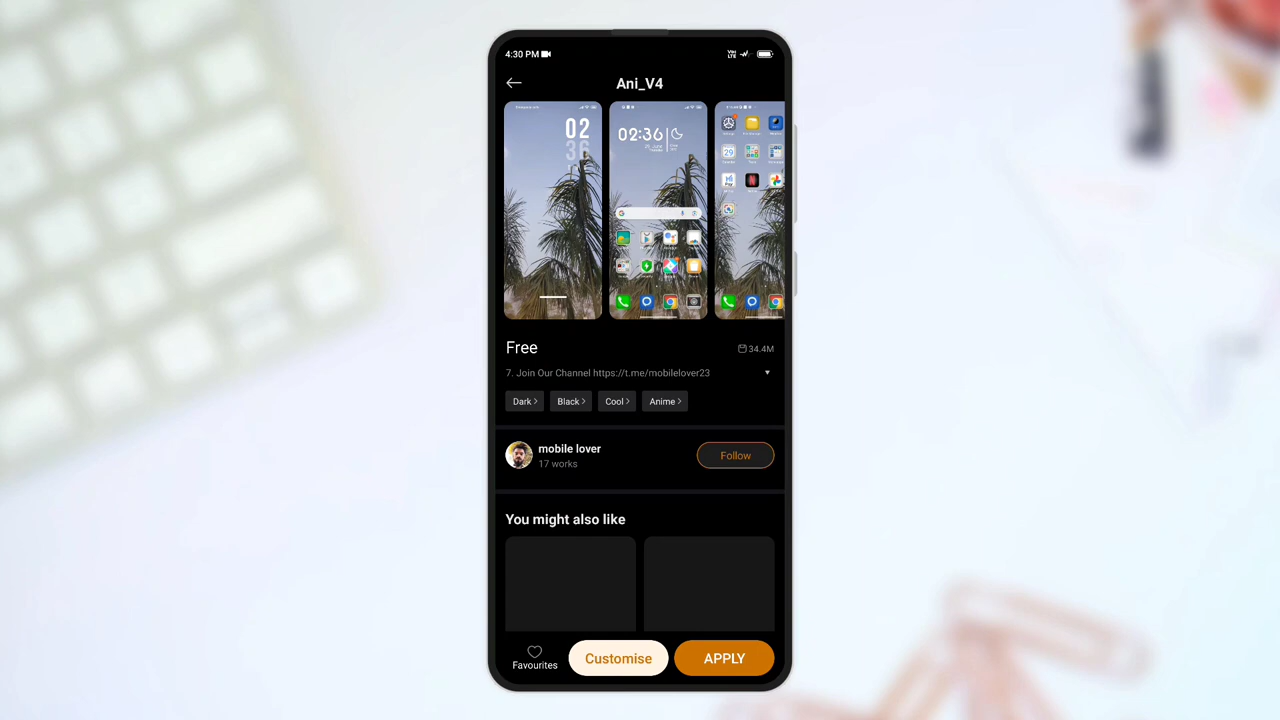 4:30 PM
Ani_V4
02
36
02:36
Free
34.4M
7. Join Our Channel https://t.me/mobilelover23
Dark
Black
Cool
Anime
mobile lover
17 works
Follow
You might also like
Favourites
Customise
APPLY